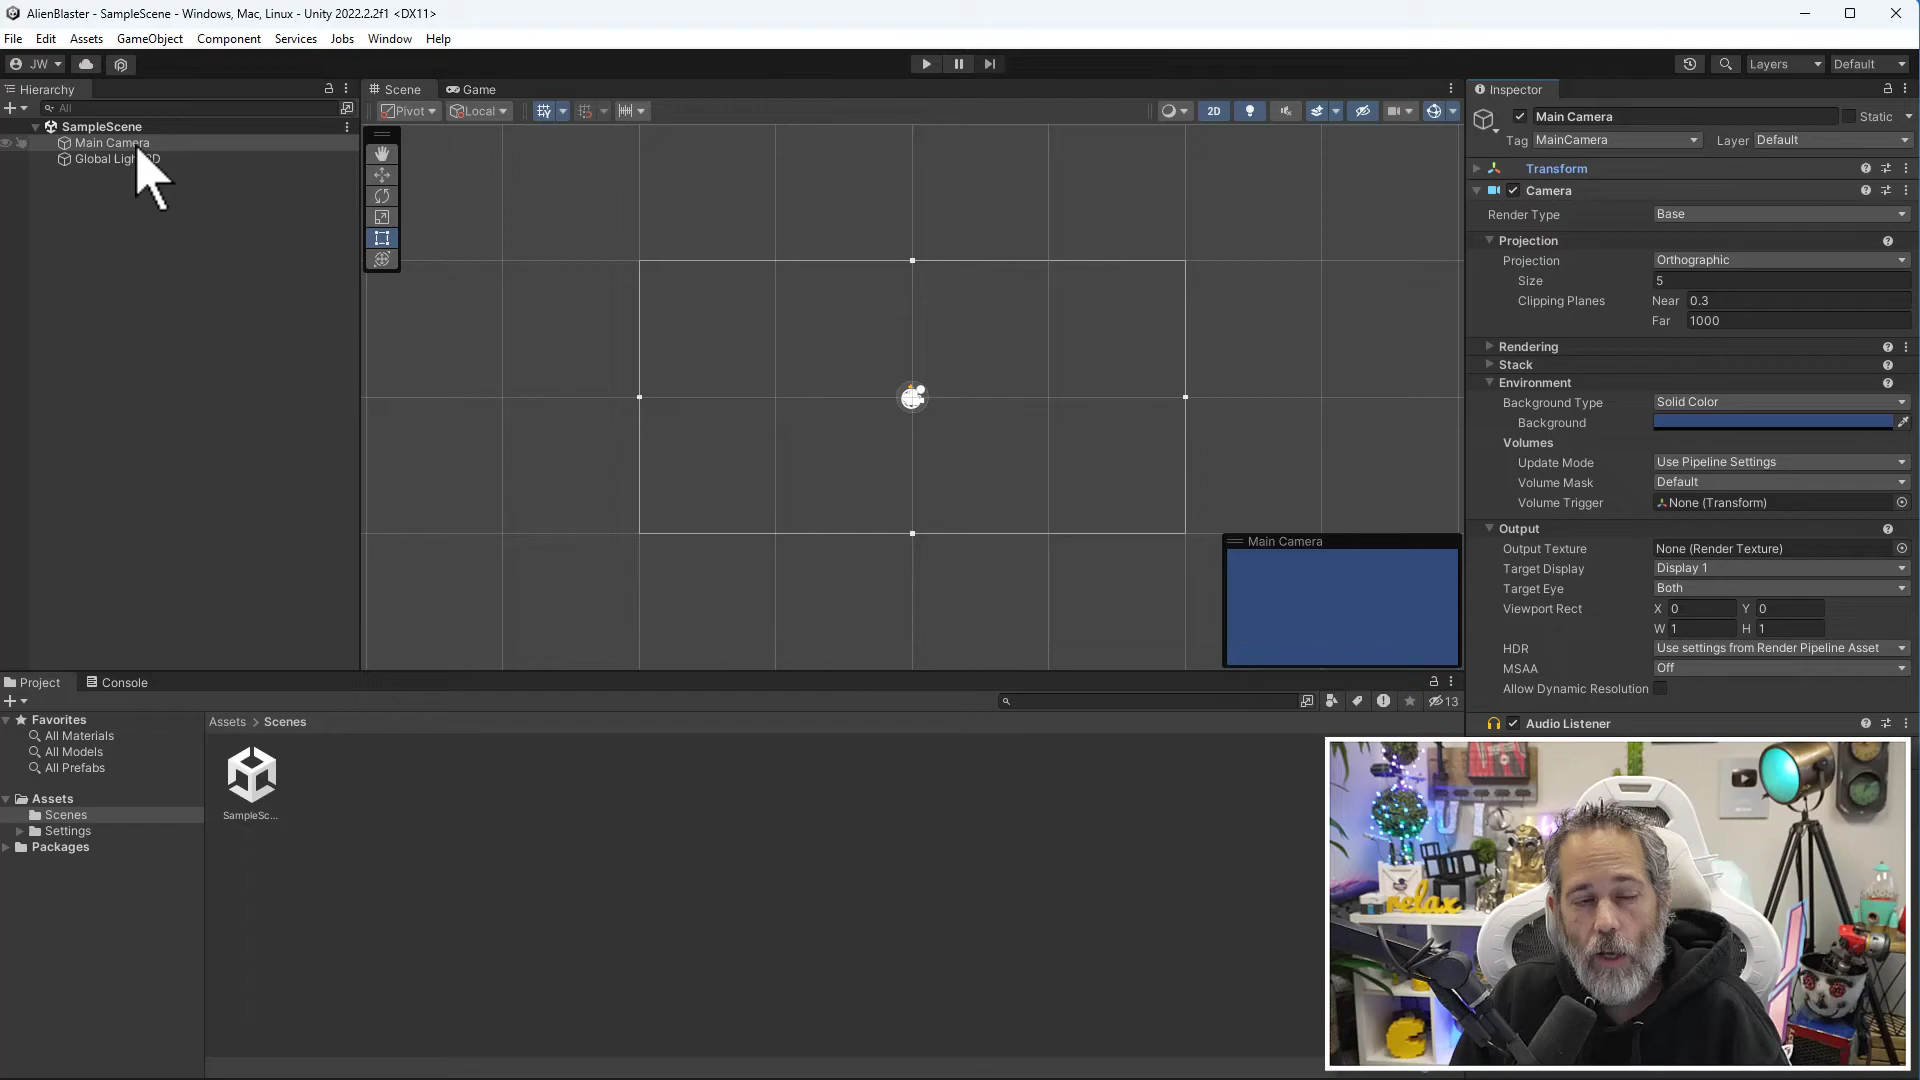 AlienBlaster - SampleScene - Windows, Mac, Linux - Unity 2022.2.2f1 <DX11>
File Edit Assets GameObject Component Services Jobs Window Help
JW Layers Default
Hierarchy
All
SampleScene
Main Camera
Global Ligh
Scene Game
Pivot Local 2D
Inspector
Main Camera Static
Tag MainCamera Layer Default
Transform
Camera
Render Type Base
Projection
Projection Orthographic
Size 5
Clipping Planes Near 0.3
Far 1000
Rendering
Stack
Environment
Background Type Solid Color
Background
Volumes
Update Mode Use Pipeline Settings
Volume Mask Default
Volume Trigger None (Transform)
Output
Output Texture None (Render Texture)
Target Display Display 1
Target Eye Both
Viewport Rect X 0 Y 0
W 1 H 1
HDR Use settings from Render Pipeline Asset
MSAA Off
Allow Dynamic Resolution
Audio Listener
Main Camera
Project Console
13
Favorites
All Materials
All Models
All Prefabs
Assets
Scenes
Settings
Packages
Assets > Scenes
SampleSc...
relax